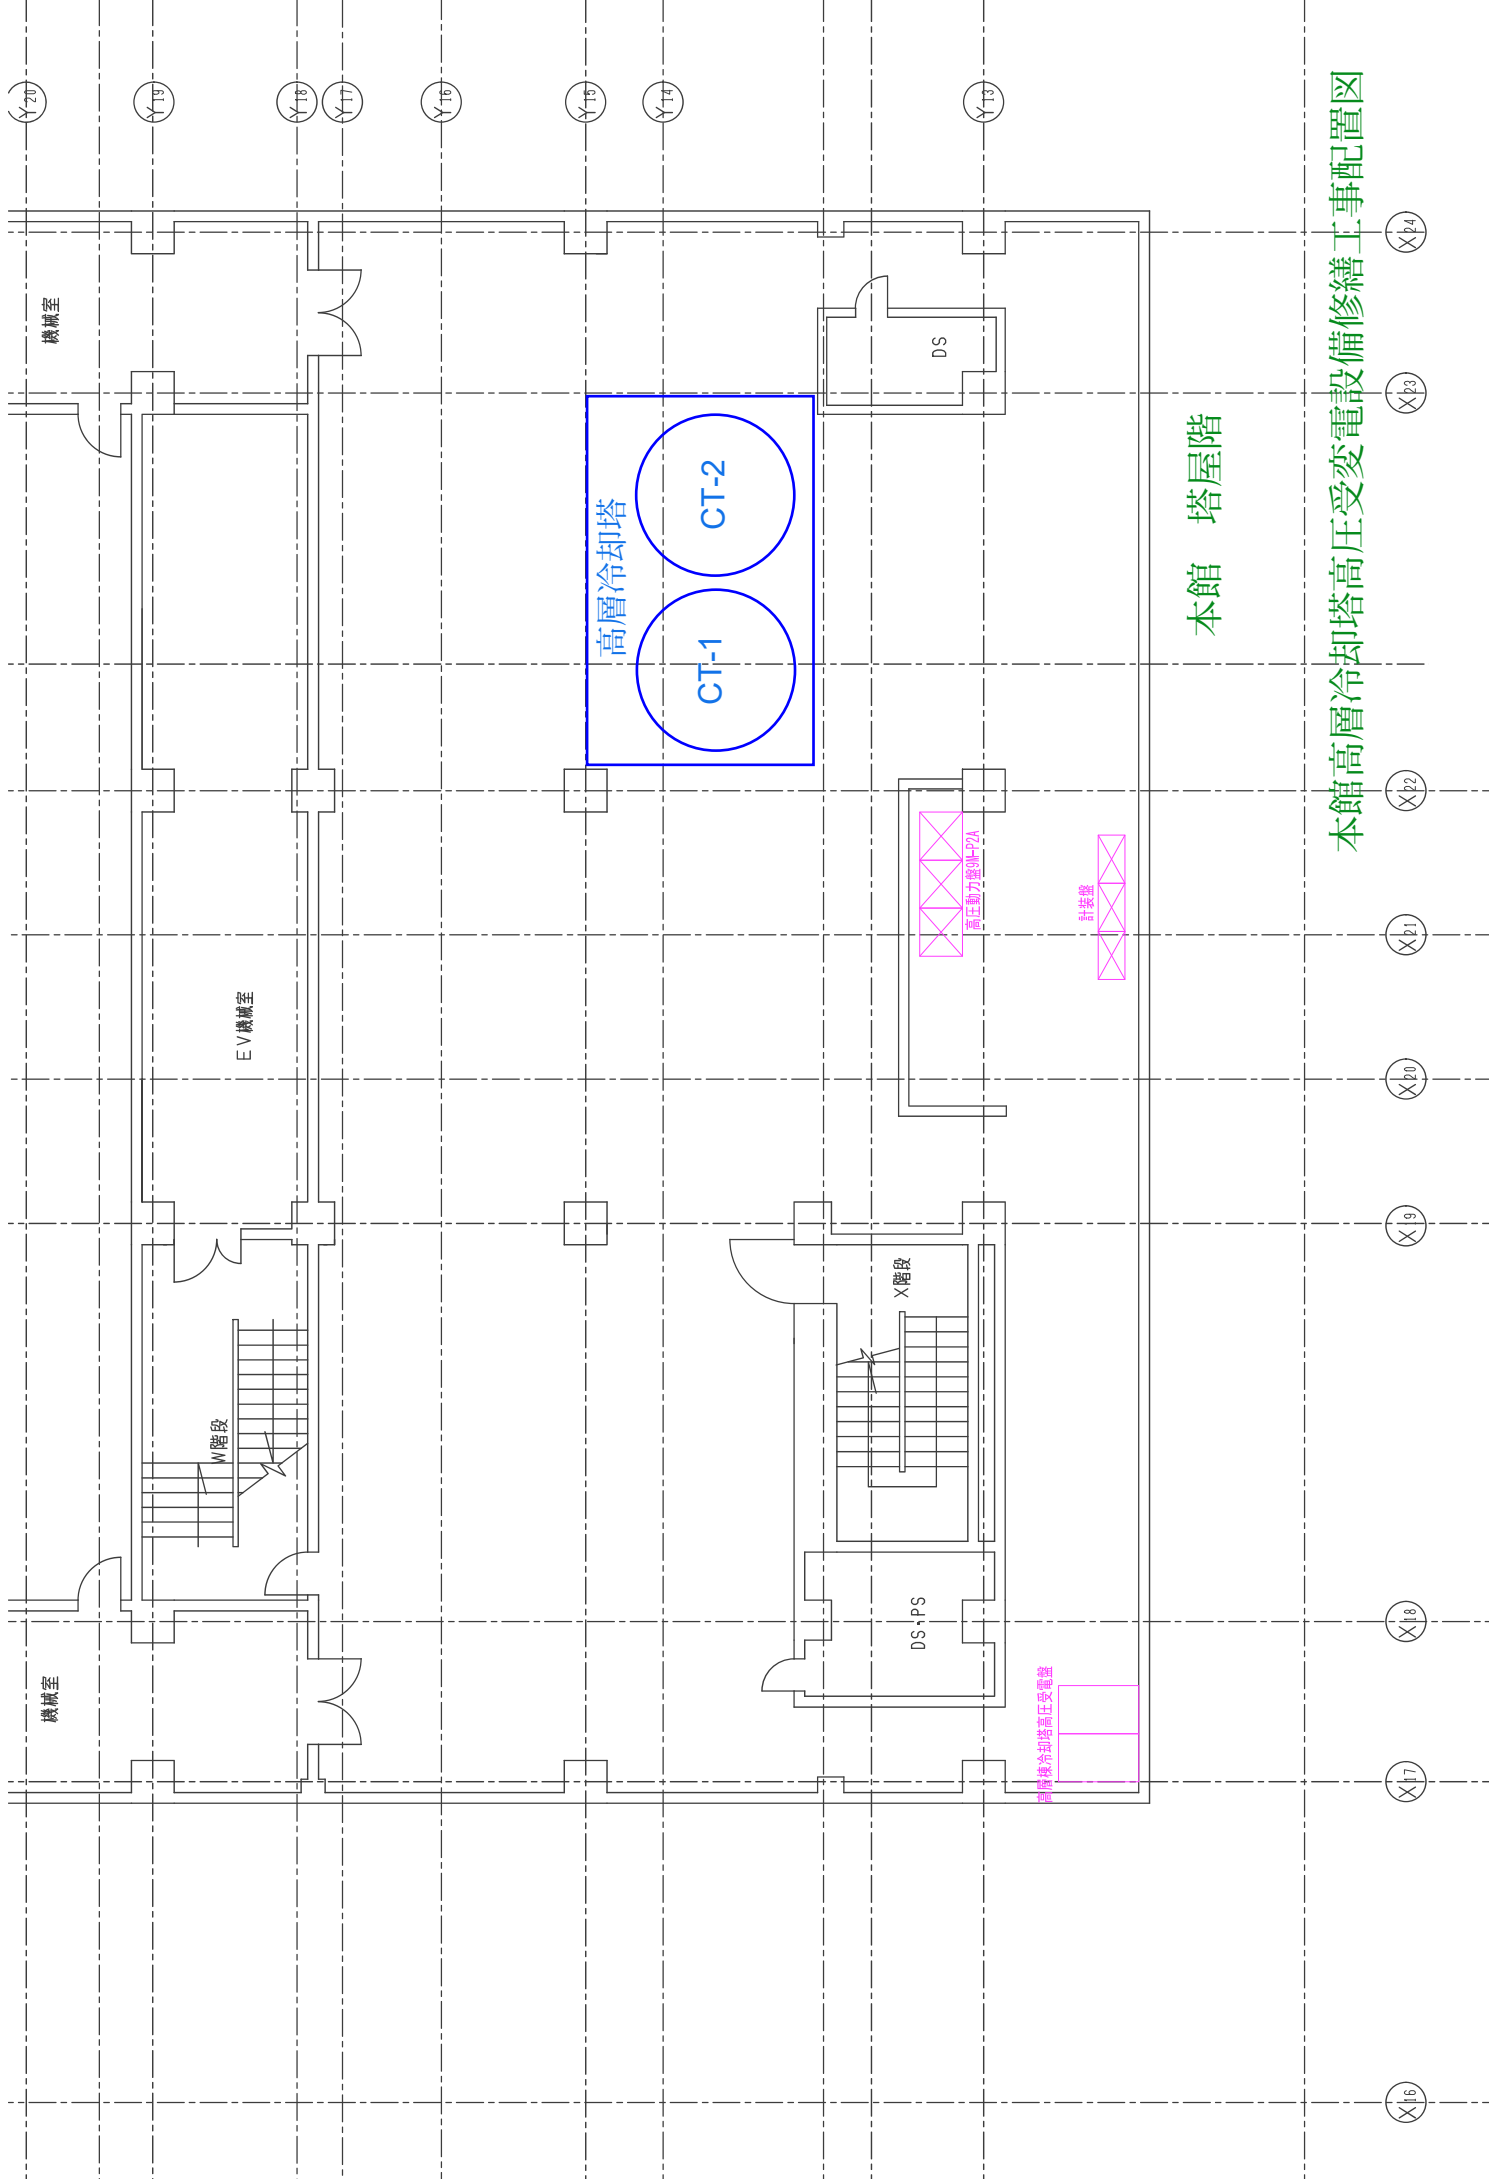 本館高層冷却塔高圧受変電設備修繕工事配置図
本館　塔屋階
Y20
Y19
Y18
Y17
Y16
Y15
Y14
Y13
X24
X23
X22
X21
X20
X19
X18
X17
X16
機械室
DS
高層冷却塔
CT-1
CT-2
高圧動力盤9M-P2A
計装盤
EV機械室
X階段
W階段
DS・PS
機械室
高層棟冷却塔高圧受電盤